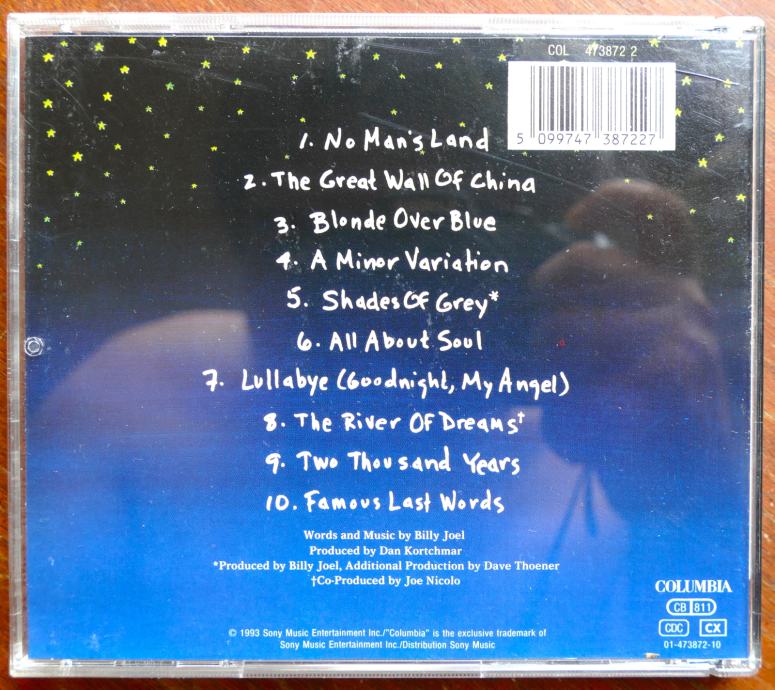 COL 473872 2
5 099747 387227
1. No Man's Land
2. The Great Wall Of China
3. Blonde Over Blue
4. A Minor Variation
5. Shades Of Grey*
6. All About Soul
7. Lullabye (Goodnight, My Angel)
8. The River Of Dreams†
9. Two Thousand Years
10. Famous Last Words
Words and Music by Billy Joel
Produced by Dan Kortchmar
*Produced by Billy Joel, Additional Production by Dave Thoener
†Co-Produced by Joe Nicolo
COLUMBIA
CB 811
CDC CX
01-473872-10
© 1993 Sony Music Entertainment Inc./"Columbia" is the exclusive trademark of
Sony Music Entertainment Inc./Distribution Sony Music